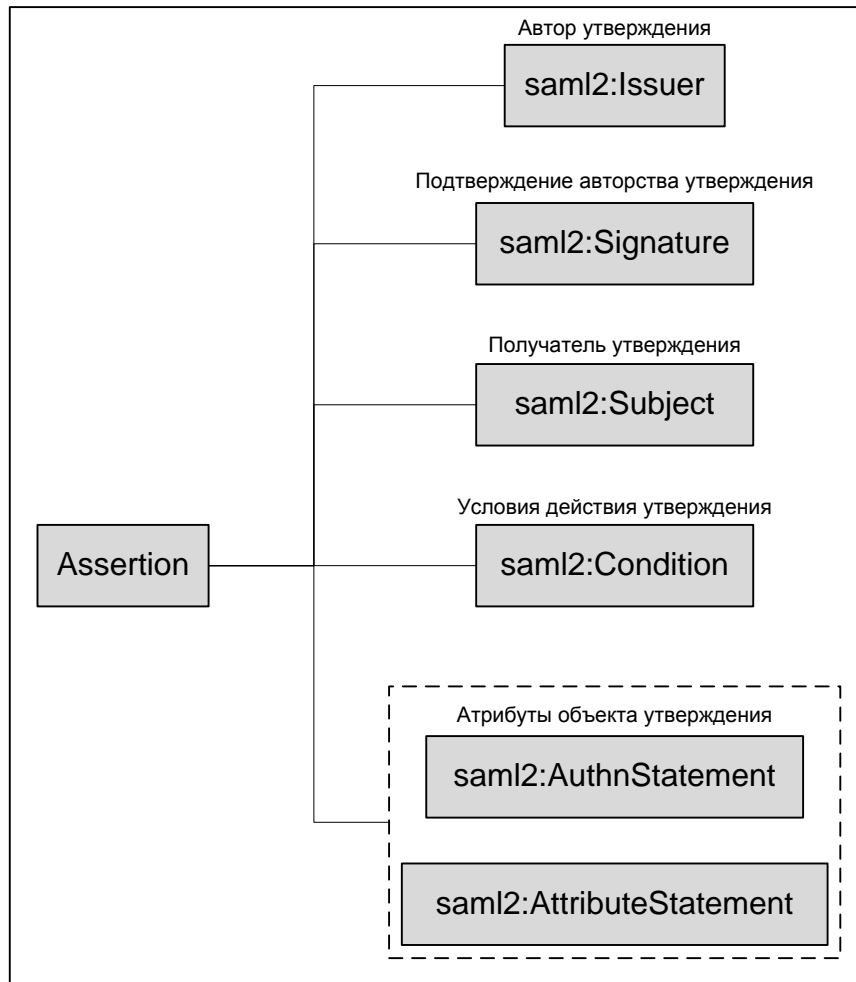 Автор утверждения
saml2:Issuer
Подтверждение авторства утверждения
saml2:Signature
Получатель утверждения
saml2:Subject
Условия действия утверждения
Assertion
saml2:Condition
Атрибуты объекта утверждения
saml2:AuthnStatement
saml2:AttributeStatement